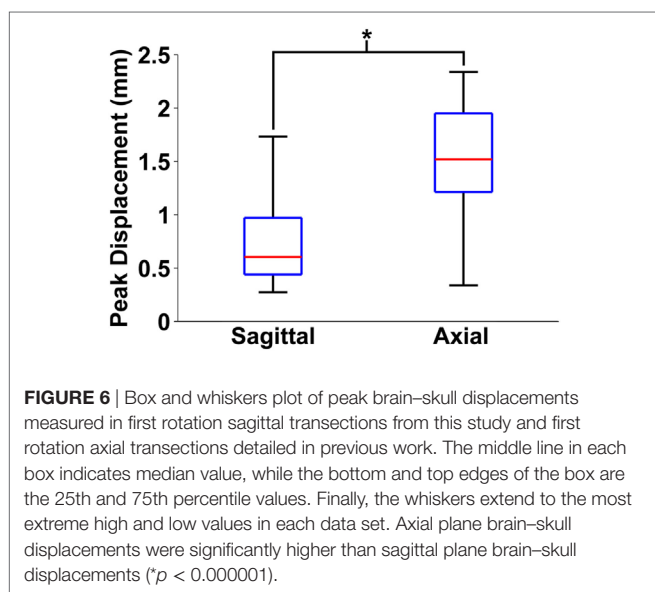 *
2.5
2
1.5
1
0.5
0
Peak Displacement (mm)
Sagittal
Axial
FIGURE 6 | Box and whiskers plot of peak brain–skull displacements
measured in first rotation sagittal transections from this study and first
rotation axial transections detailed in previous work. The middle line in each
box indicates median value, while the bottom and top edges of the box are
the 25th and 75th percentile values. Finally, the whiskers extend to the most
extreme high and low values in each data set. Axial plane brain–skull
displacements were significantly higher than sagittal plane brain–skull
displacements (*p < 0.000001).